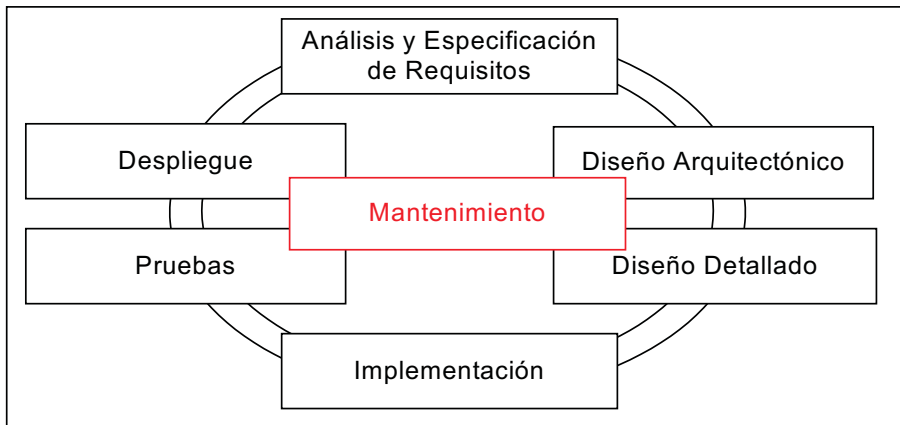 Análisis y Especificación
de Requisitos
Despliegue
Diseño Arquitectónico
Mantenimiento
Pruebas
Diseño Detallado
Implementación